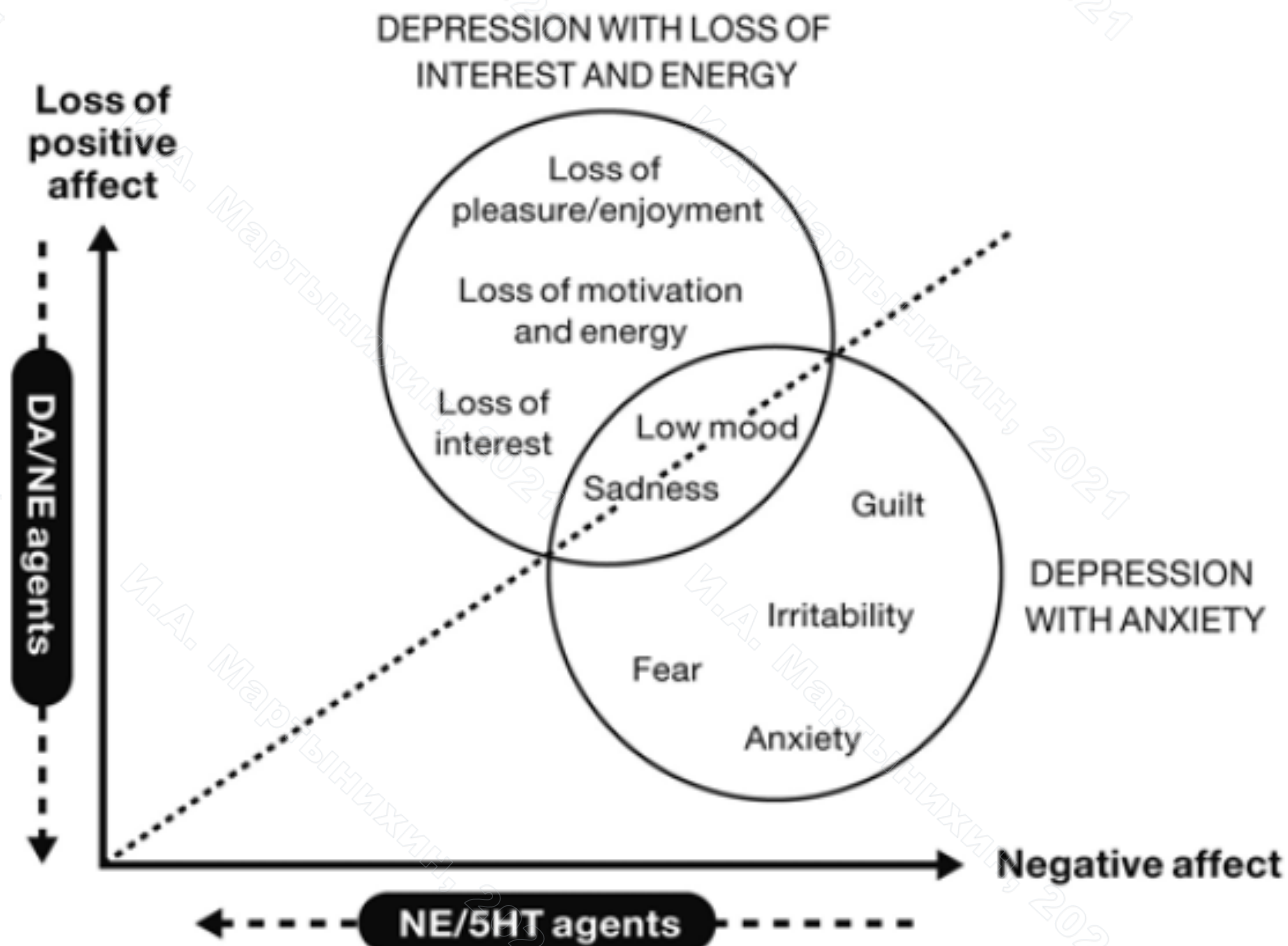 DEPRESSION WITH LOSS OF
INTEREST AND ENERGY
Loss of
positive
affect
Loss of
pleasure/enjoyment
Loss of motivation
and energy
Loss of
interest
Low mood
Sadness
Guilt
Irritability
Fear
Anxiety
DEPRESSION
WITH ANXIETY
DA/NE agents
Negative affect
NE/5HT agents
И.А. Мартынихин, 2021